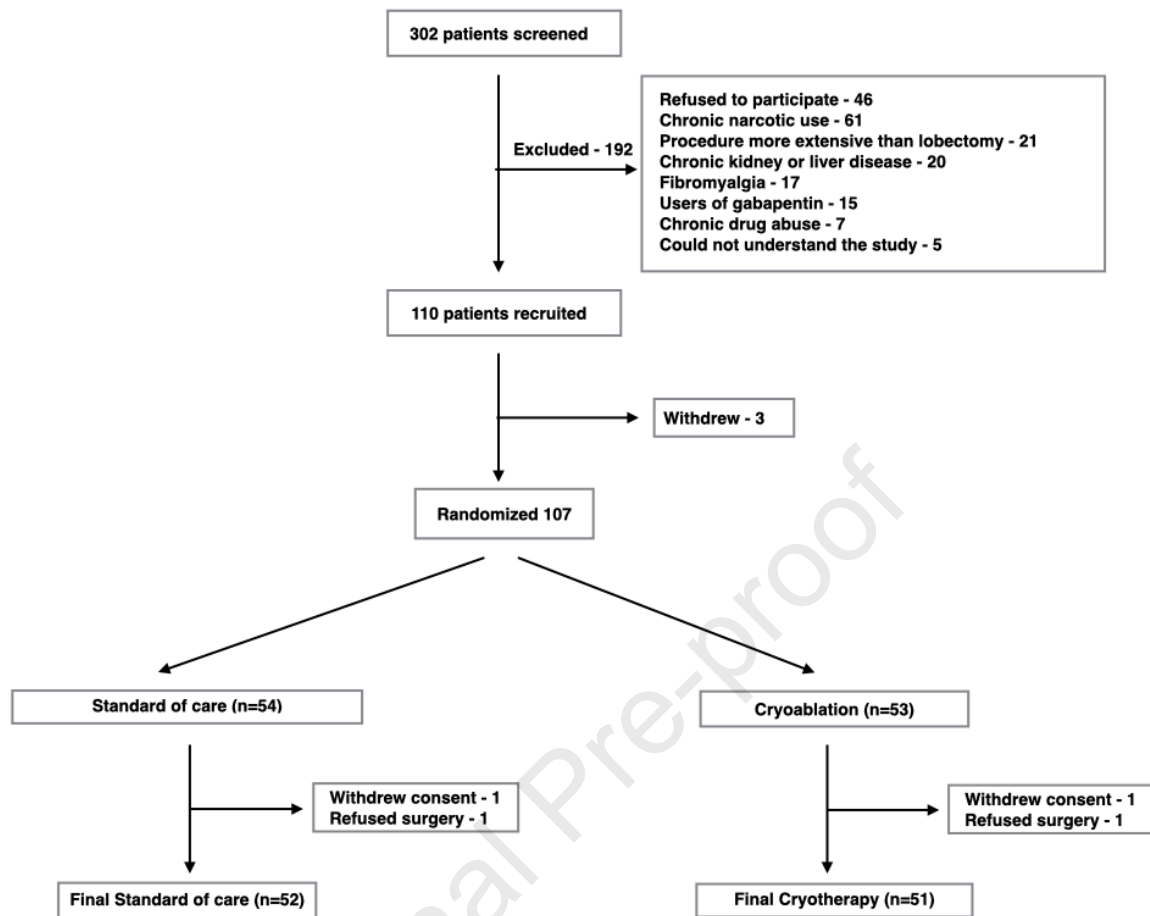 302 patients screened
Excluded - 192
Refused to participate - 46
Chronic narcotic use - 61
Procedure more extensive than lobectomy - 21
Chronic kidney or liver disease - 20
Fibromyalgia - 17
Users of gabapentin - 15
Chronic drug abuse - 7
Could not understand the study - 5
110 patients recruited
Withdrew - 3
Randomized 107
Standard of care (n=54)
Cryoablation (n=53)
Withdrew consent - 1
Refused surgery - 1
Withdrew consent - 1
Refused surgery - 1
Final Standard of care (n=52)
Final Cryotherapy (n=51)
nal Pre-proof